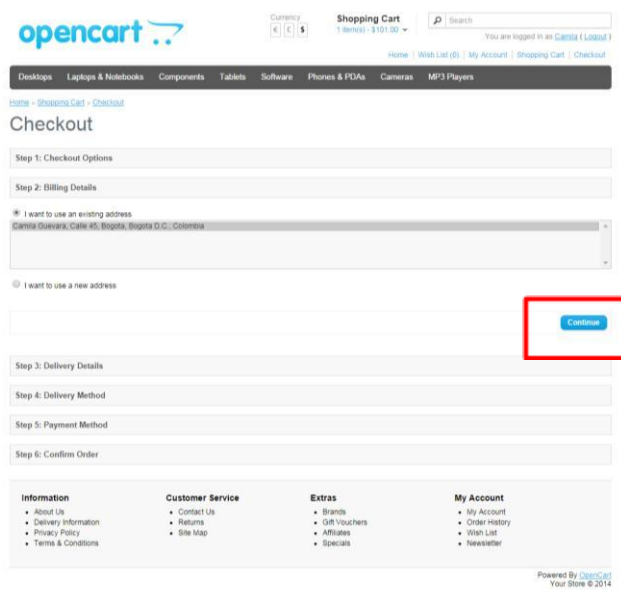 opencart
Currency
€ £ $
Shopping Cart
1 item(s) - $101.00
Search
You are logged in as Camila ( Logout )
Home | Wish List (0) | My Account | Shopping Cart | Checkout
Desktops Laptops & Notebooks Components Tablets Software Phones & PDAs Cameras MP3 Players
Home » Shopping Cart » Checkout
Checkout
Step 1: Checkout Options
Step 2: Billing Details
I want to use an existing address
Camila Guevara, Calle 45, Bogota, Bogota D.C., Colombia
I want to use a new address
Continue
Step 3: Delivery Details
Step 4: Delivery Method
Step 5: Payment Method
Step 6: Confirm Order
Information
• About Us
• Delivery Information
• Privacy Policy
• Terms & Conditions
Customer Service
• Contact Us
• Returns
• Site Map
Extras
• Brands
• Gift Vouchers
• Affiliates
• Specials
My Account
• My Account
• Order History
• Wish List
• Newsletter
Powered By OpenCart
Your Store © 2014